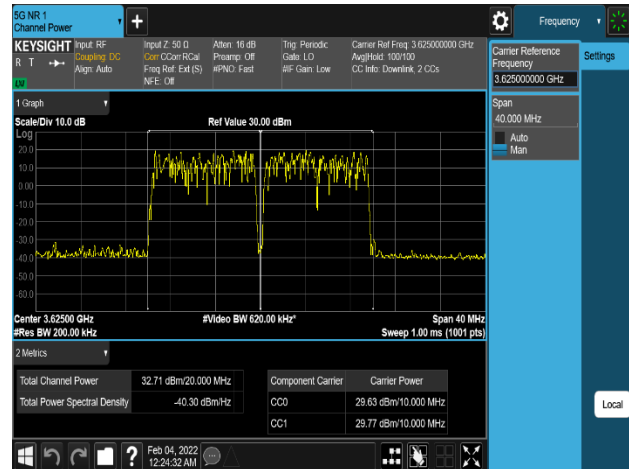 5G NR 1
Channel Power
Frequency
KEYSIGHT
R T
LXI
Input: RF
Coupling: DC
Align: Auto
Input Z: 50 Ω
Corr CCorr RCal
Freq Ref: Ext (S)
NFE: Off
Atten: 16 dB
Preamp: Off
#PNO: Fast
Trig: Periodic
Gate: LO
#IF Gain: Low
Carrier Ref Freq: 3.625000000 GHz
Avg|Hold: 100/100
CC Info: Downlink, 2 CCs
Carrier Reference
Frequency
3.625000000 GHz
Settings
Span
40.000 MHz
Auto
Man
1 Graph
Scale/Div 10.0 dB
Ref Value 30.00 dBm
Log
20.0
10.0
0.00
-10.0
-20.0
-30.0
-40.0
-50.0
-60.0
Center 3.62500 GHz
#Video BW 620.00 kHz*
Span 40 MHz
#Res BW 200.00 kHz
Sweep 1.00 ms (1001 pts)
2 Metrics
Total Channel Power 32.71 dBm/20.000 MHz
Total Power Spectral Density -40.30 dBm/Hz
Component Carrier Carrier Power
CC0 29.63 dBm/10.000 MHz
CC1 29.77 dBm/10.000 MHz
Local
?
Feb 04, 2022
12:24:32 AM